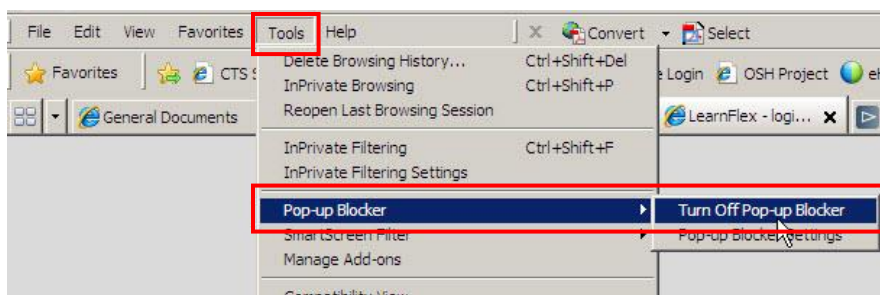 File Edit View Favorites Tools Help Convert Select
Favorites CTS Login OSH Project
General Documents LearnFlex - logi...
Delete Browsing History... Ctrl+Shift+Del
InPrivate Browsing Ctrl+Shift+P
Reopen Last Browsing Session
InPrivate Filtering Ctrl+Shift+F
InPrivate Filtering Settings
Pop-up Blocker Turn Off Pop-up Blocker
SmartScreen Filter Pop-up Blocker Settings
Manage Add-ons
Compatibility View